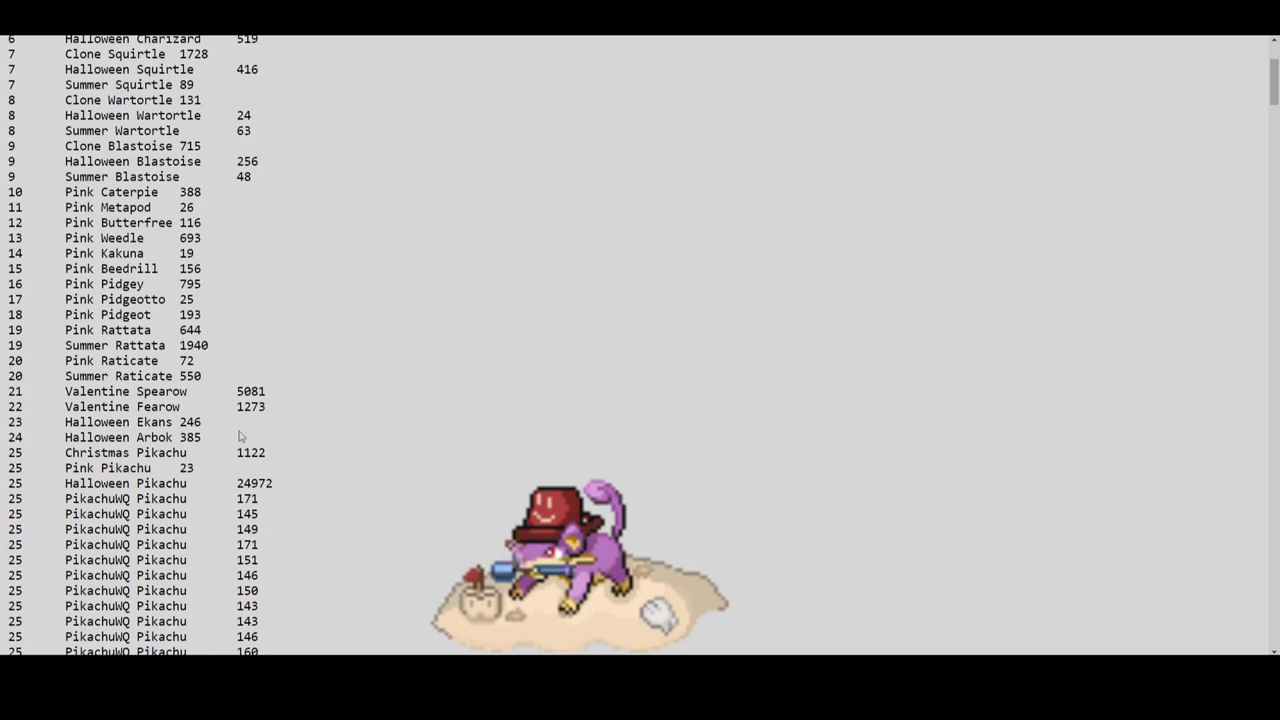 6 Halloween Charizard 519
7 Clone Squirtle 1728
7 Halloween Squirtle 416
7 Summer Squirtle 89
8 Clone Wartortle 131
8 Halloween Wartortle 24
8 Summer Wartortle 63
9 Clone Blastoise 715
9 Halloween Blastoise 256
9 Summer Blastoise 48
10 Pink Caterpie 388
11 Pink Metapod 26
12 Pink Butterfree 116
13 Pink Weedle 693
14 Pink Kakuna 19
15 Pink Beedrill 156
16 Pink Pidgey 795
17 Pink Pidgeotto 25
18 Pink Pidgeot 193
19 Pink Rattata 644
19 Summer Rattata 1940
20 Pink Raticate 72
20 Summer Raticate 550
21 Valentine Spearow 5081
22 Valentine Fearow 1273
23 Halloween Ekans 246
24 Halloween Arbok 385
25 Christmas Pikachu 1122
25 Pink Pikachu 23
25 Halloween Pikachu 24972
25 PikachuWQ Pikachu 171
25 PikachuWQ Pikachu 145
25 PikachuWQ Pikachu 149
25 PikachuWQ Pikachu 171
25 PikachuWQ Pikachu 151
25 PikachuWQ Pikachu 146
25 PikachuWQ Pikachu 150
25 PikachuWQ Pikachu 143
25 PikachuWQ Pikachu 143
25 PikachuWQ Pikachu 146
25 PikachuWQ Pikachu 160